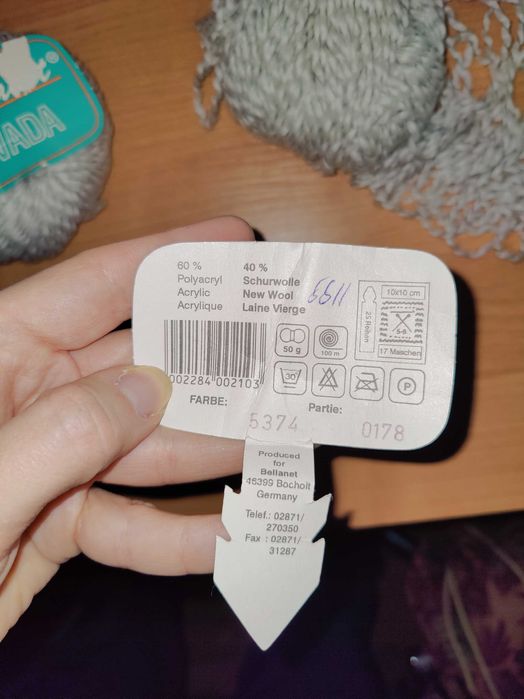 ®
VADA
60 %
Polyacryl
Acrylic
Acrylique
40 %
Schurwolle
New Wool
Laine Vierge
6611
10x10 cm
25 Reihen
5-6
17 Maschen
50 g
100 m
30
P
002284 002103
FARBE:
5374
Partie:
0178
Produced
for
Bellanet
46399 Bocholt
Germany
Telef.: 02871/
270350
Fax : 02871/
31287